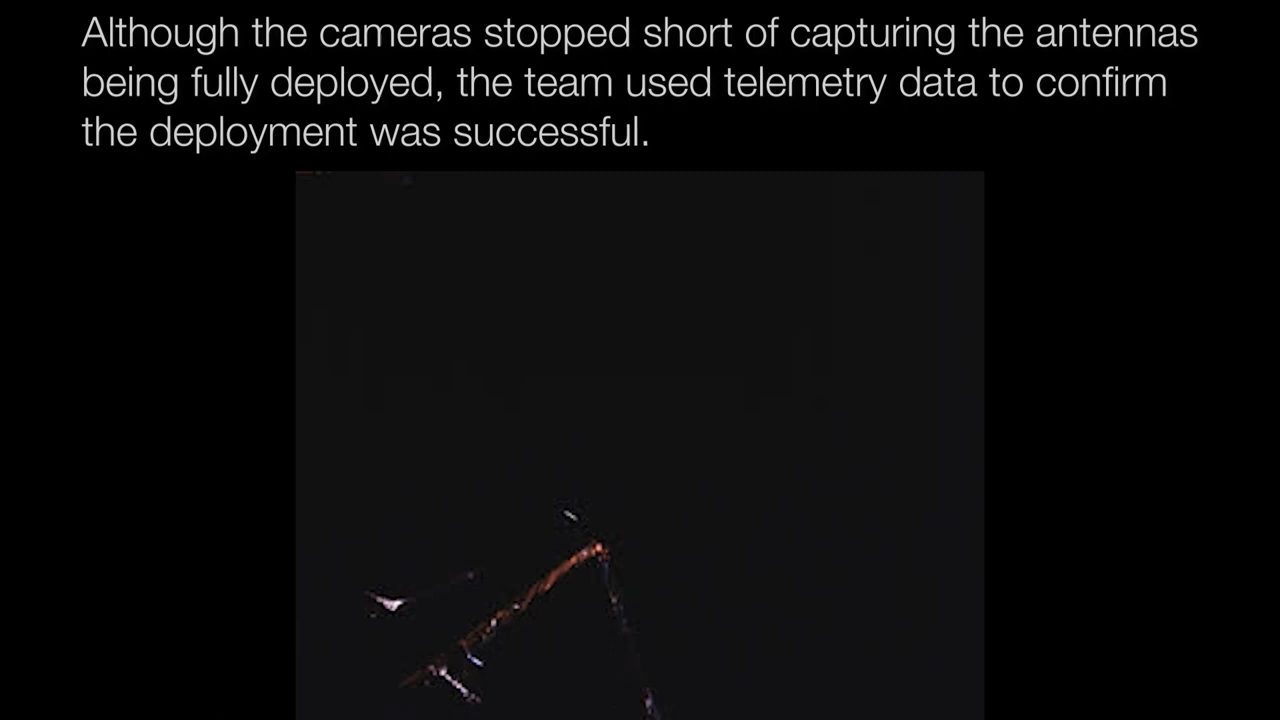 Although the cameras stopped short of capturing the antennas
being fully deployed, the team used telemetry data to confirm
the deployment was successful.